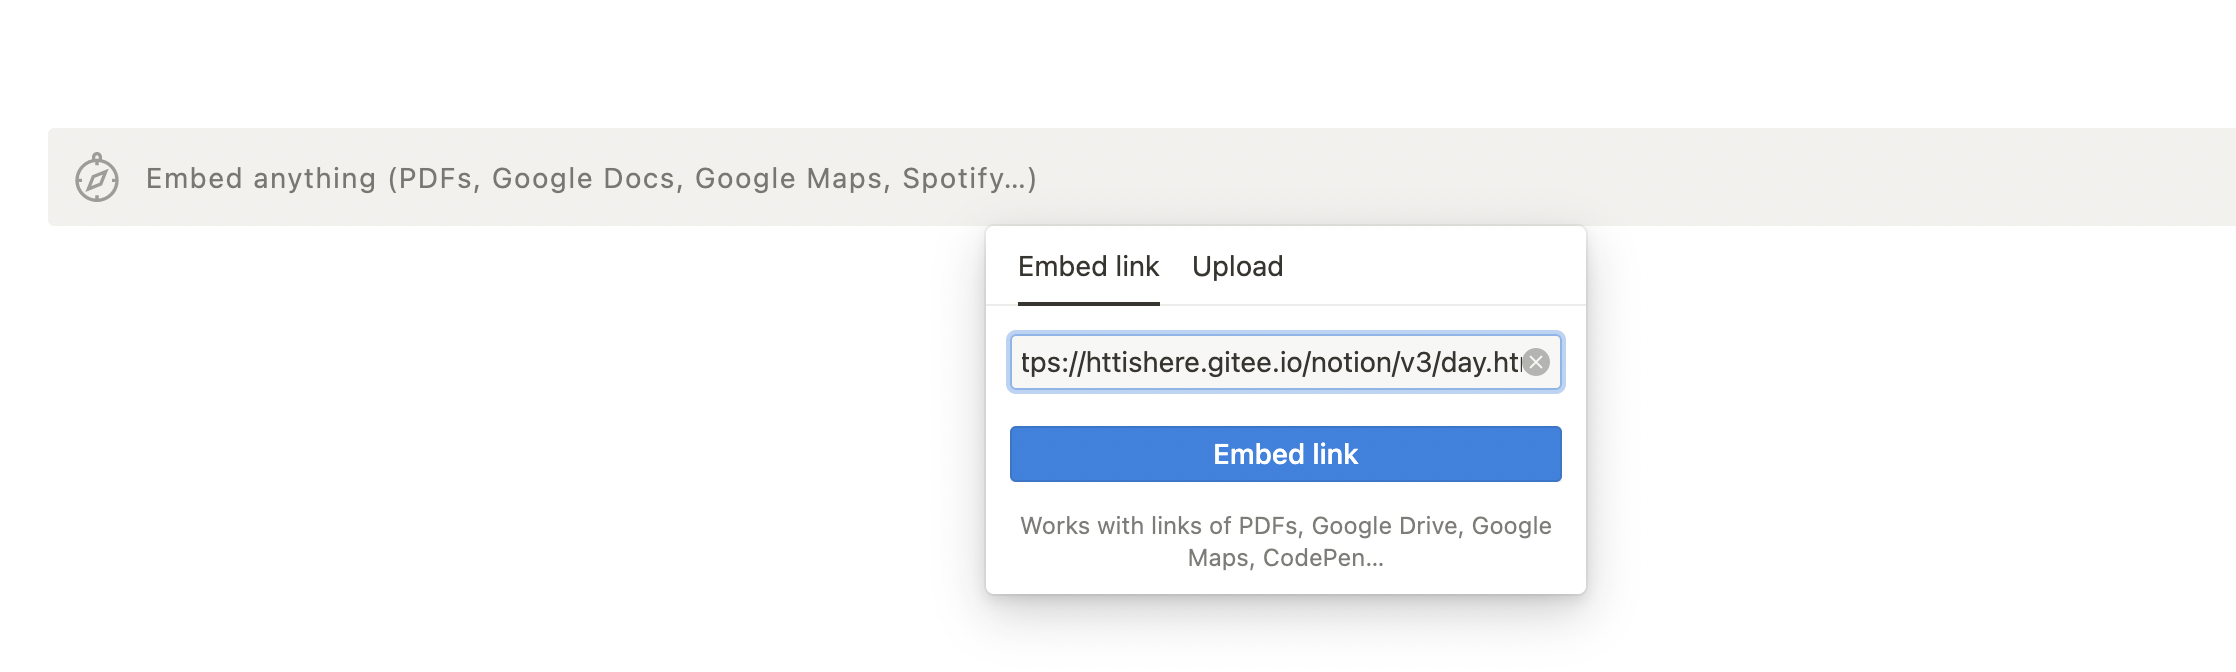 Embed anything (PDFs, Google Docs, Google Maps, Spotify...)
Embed link Upload
tps://httishere.gitee.io/notion/v3/day.ht
Embed link
Works with links of PDFs, Google Drive, Google
Maps, CodePen...